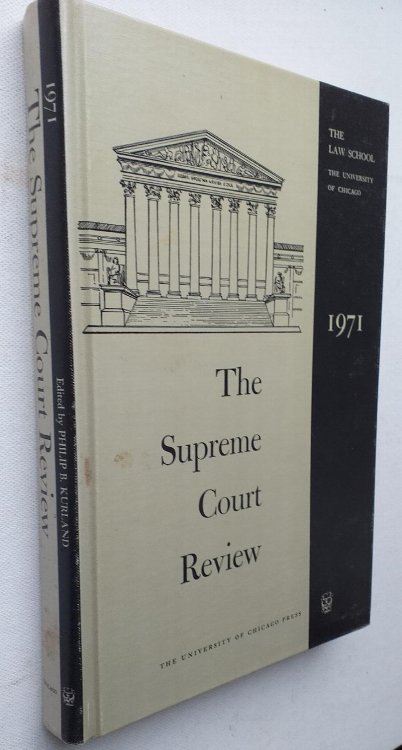 1971
The Supreme Court Review
Edited by PHILIP B. KURLAND
THE
LAW SCHOOL
THE UNIVERSITY
OF CHICAGO
1971
The
Supreme
Court
Review
THE UNIVERSITY OF CHICAGO PRESS